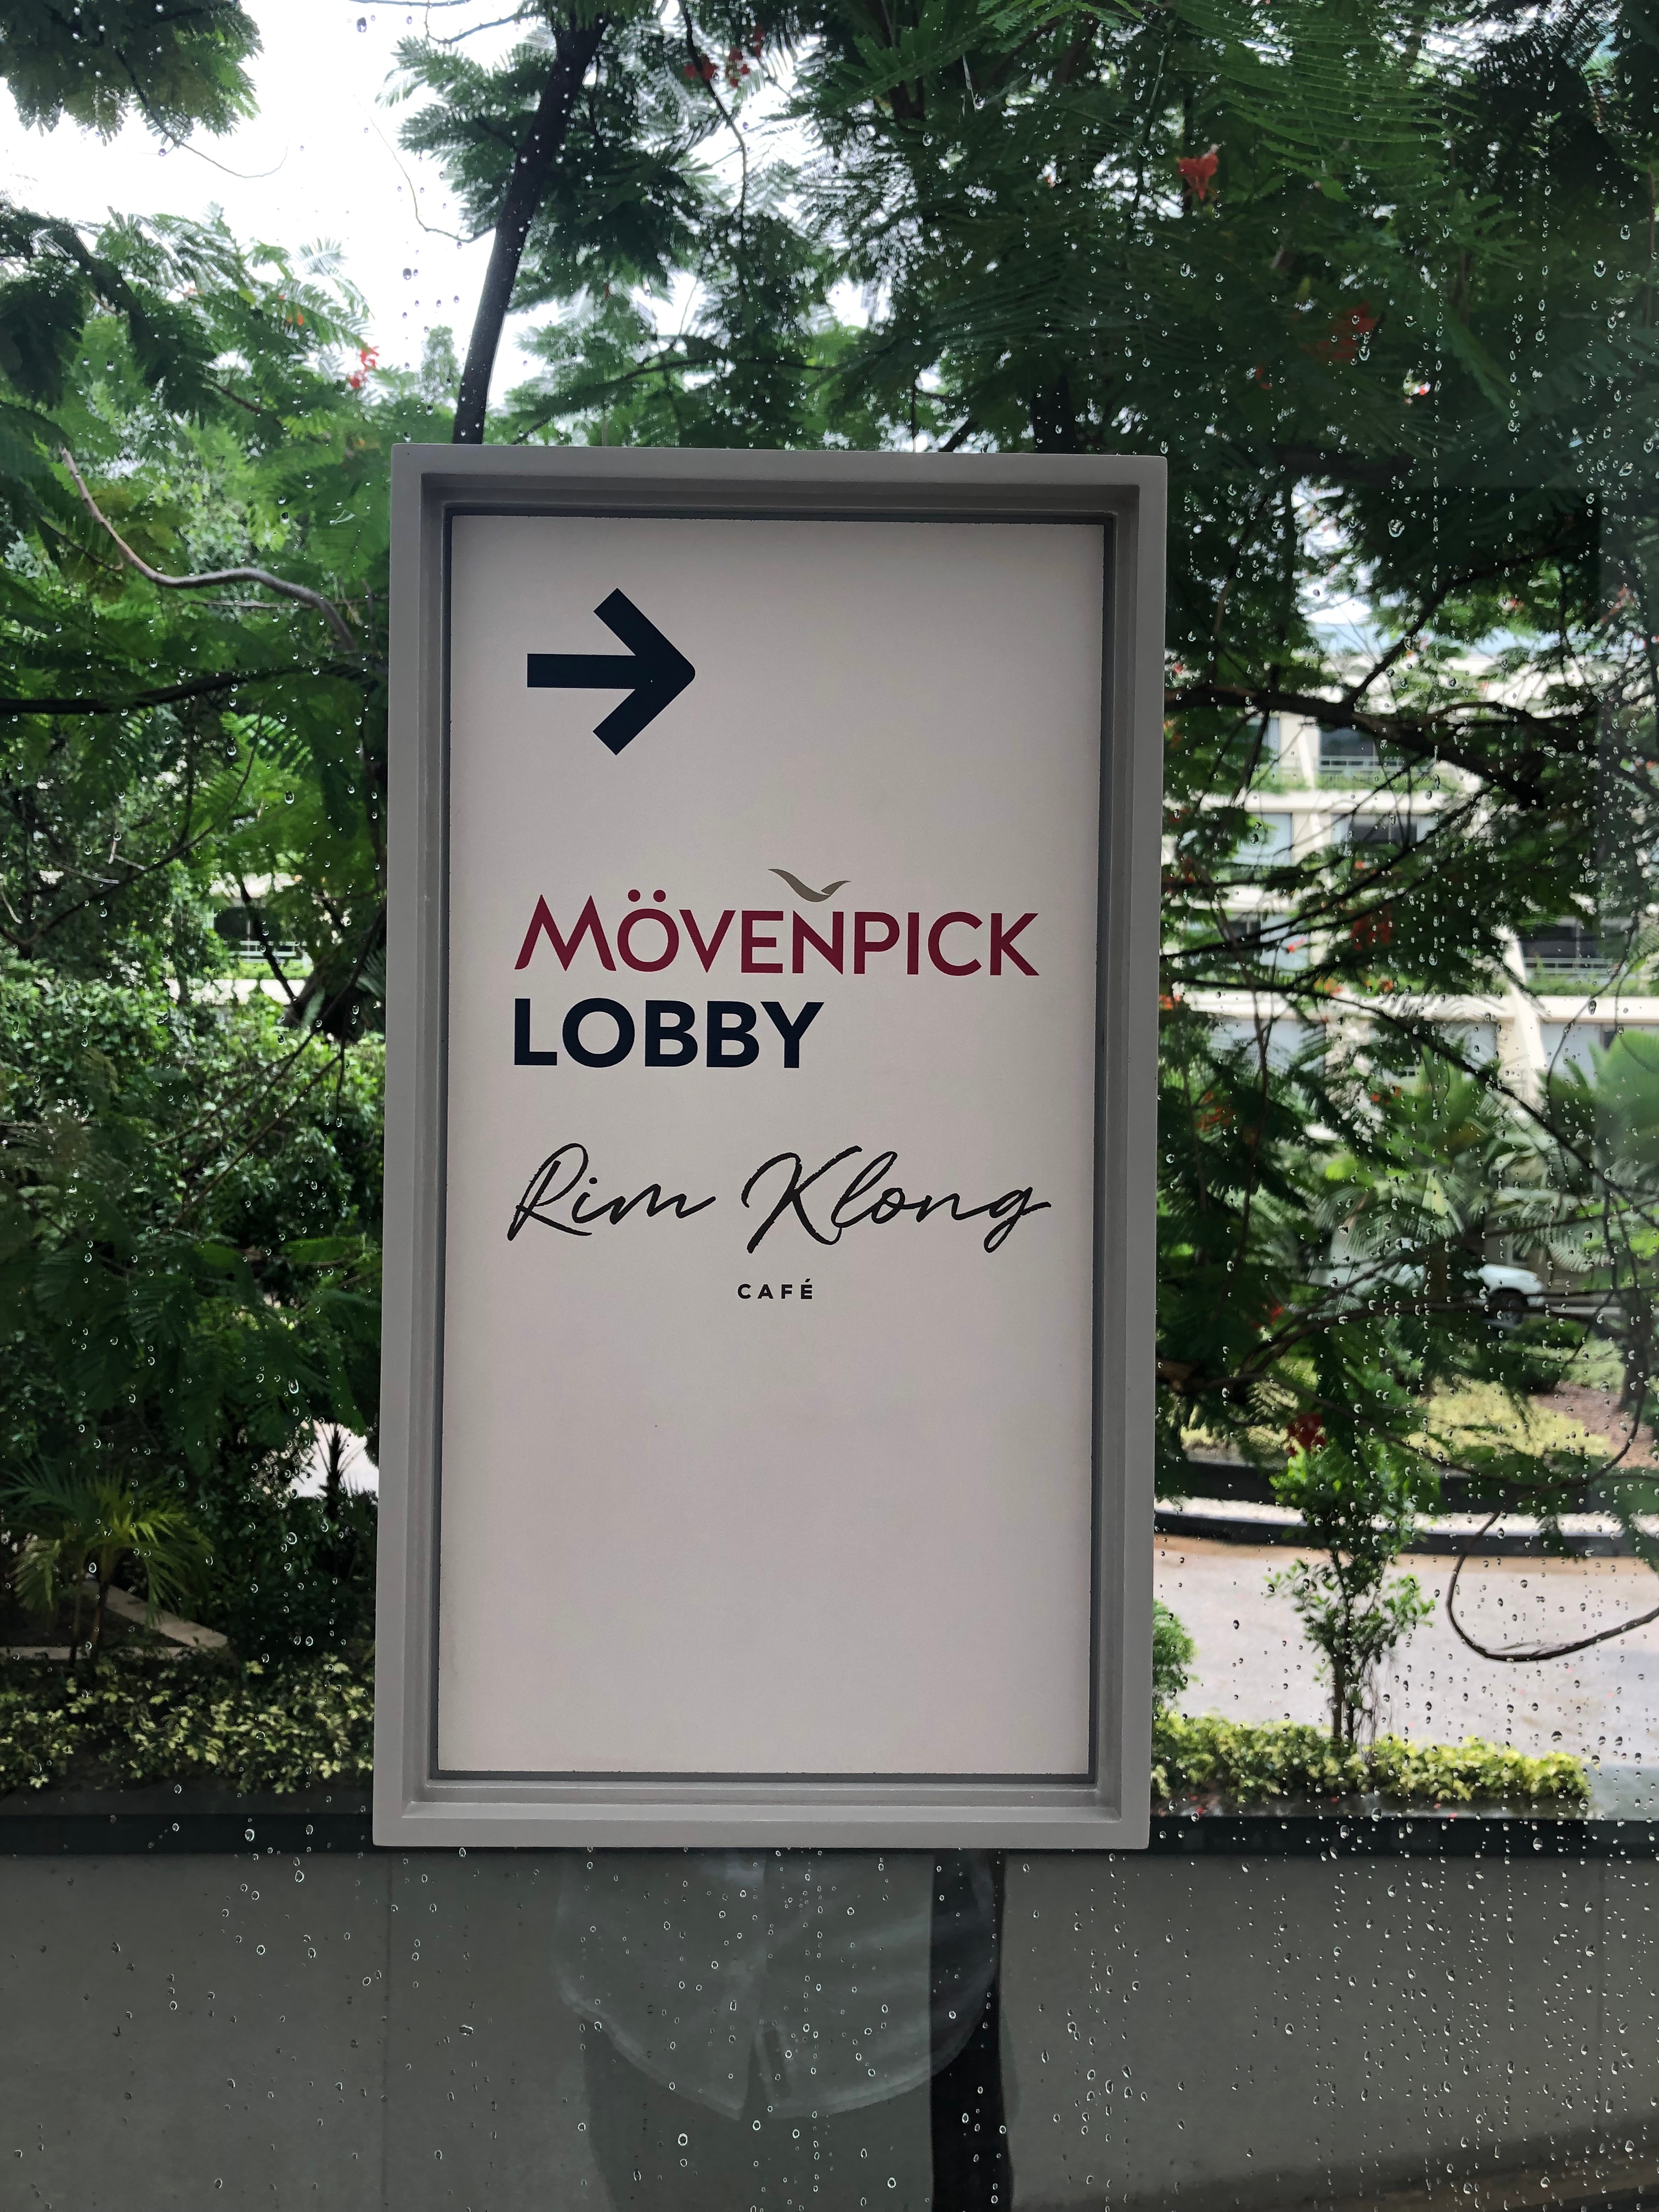 MÖVENPICK
LOBBY
Rim Klong
CAFÉ